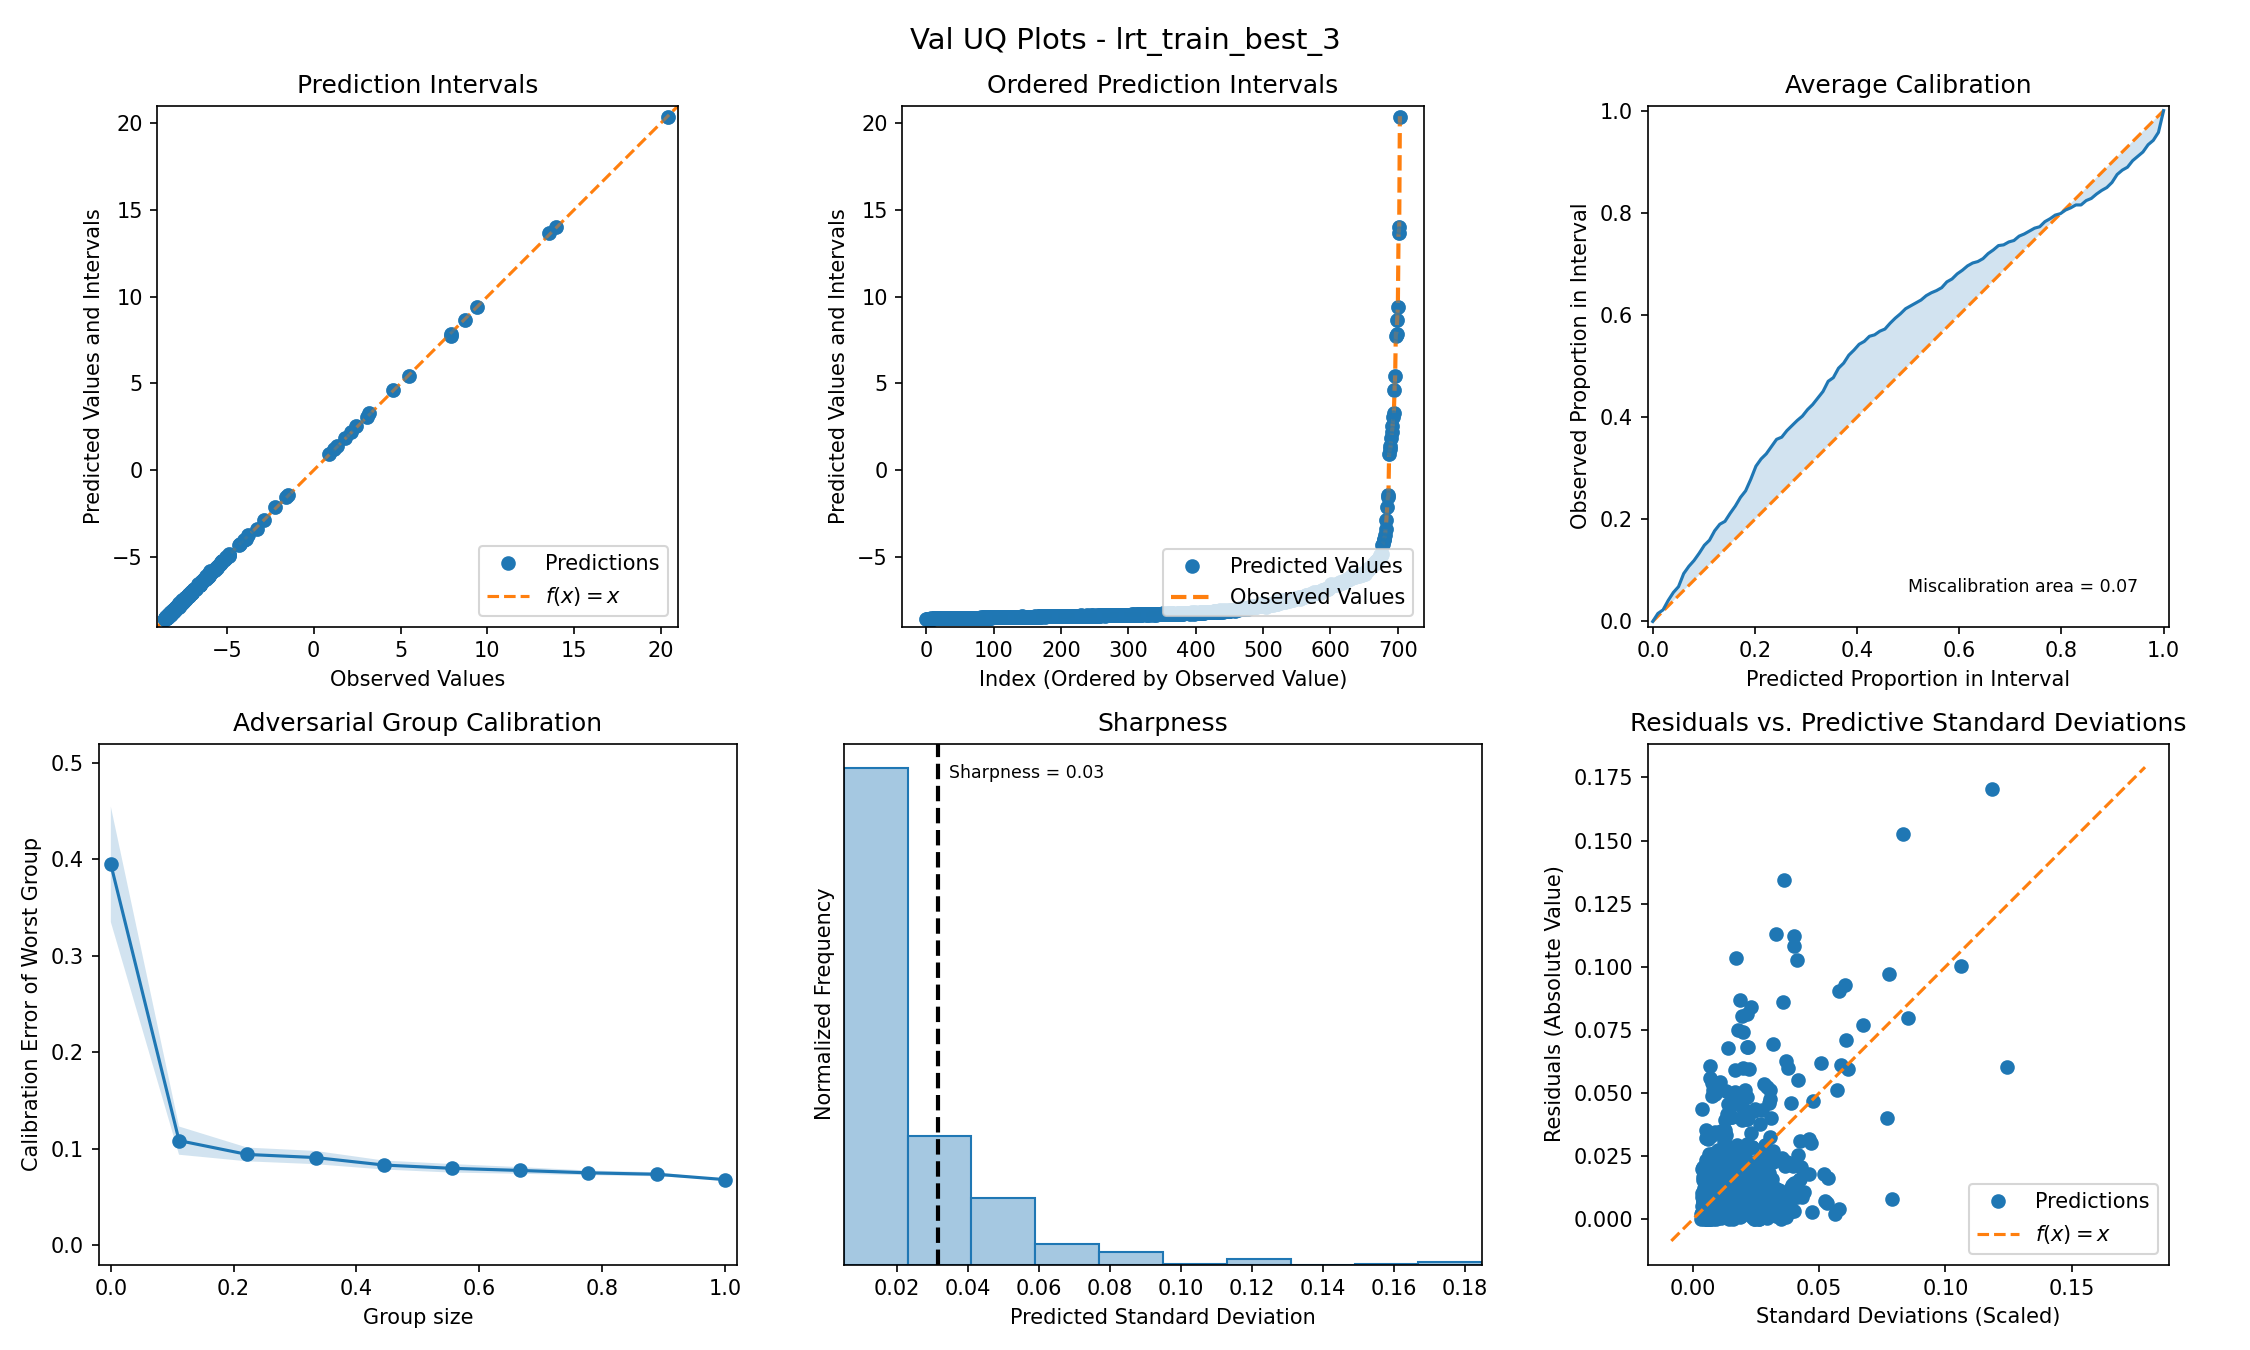 Val UQ Plots - lrt_train_best_3
Prediction Intervals
Predicted Values and Intervals
20
15
10
5
0
−5
−5 0 5 10 15 20
Observed Values
Predictions
f(x) = x
Ordered Prediction Intervals
Predicted Values and Intervals
20
15
10
5
0
−5
0 100 200 300 400 500 600 700
Index (Ordered by Observed Value)
Predicted Values
Observed Values
Average Calibration
Observed Proportion in Interval
1.0
0.8
0.6
0.4
0.2
0.0
0.0 0.2 0.4 0.6 0.8 1.0
Predicted Proportion in Interval
Miscalibration area = 0.07
Adversarial Group Calibration
Calibration Error of Worst Group
0.5
0.4
0.3
0.2
0.1
0.0
0.0 0.2 0.4 0.6 0.8 1.0
Group size
Sharpness
Normalized Frequency
Sharpness = 0.03
0.02 0.04 0.06 0.08 0.10 0.12 0.14 0.16 0.18
Predicted Standard Deviation
Residuals vs. Predictive Standard Deviations
Residuals (Absolute Value)
0.175
0.150
0.125
0.100
0.075
0.050
0.025
0.000
0.00 0.05 0.10 0.15
Standard Deviations (Scaled)
Predictions
f(x) = x